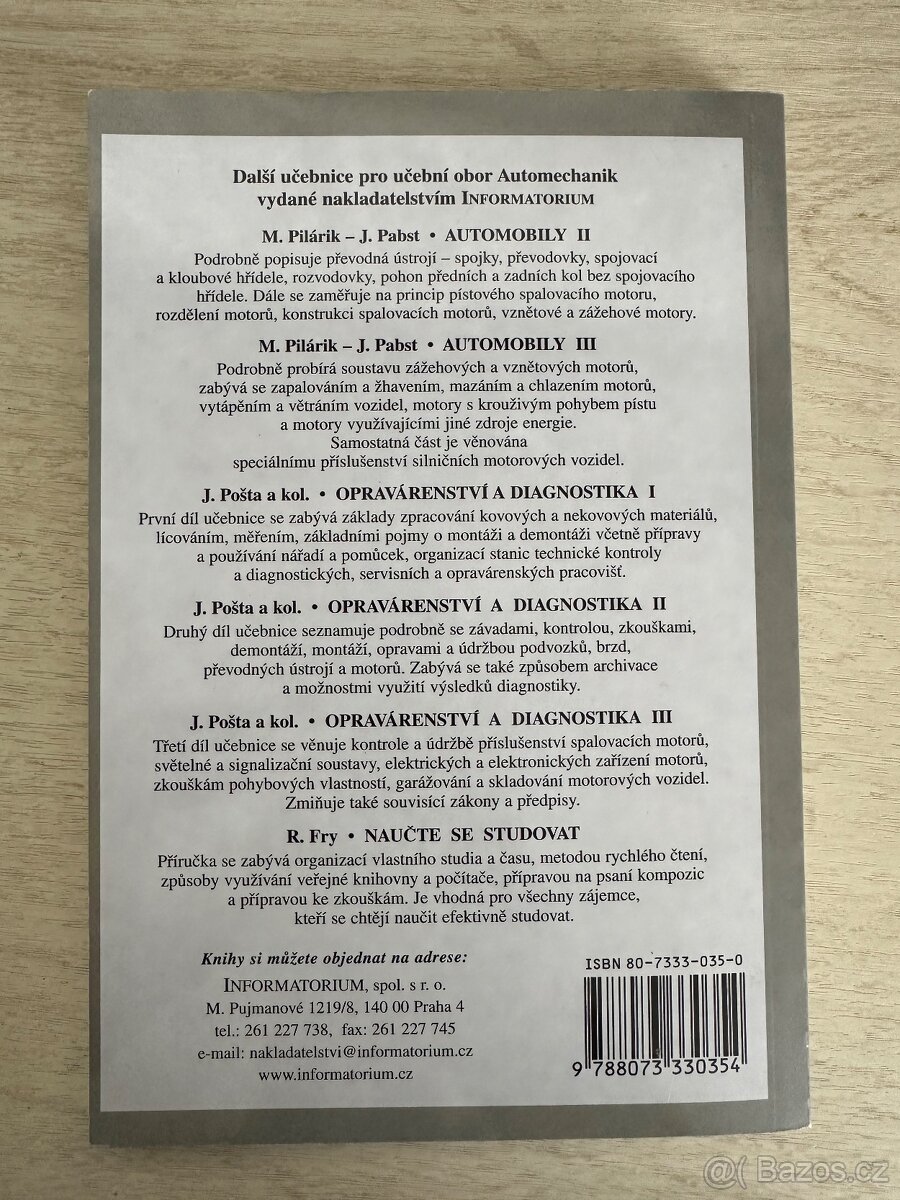 Další učebnice pro učební obor Automechanik
vydané nakladatelstvím INFORMATORIUM
M. Pilárik – J. Pabst • AUTOMOBILY II
Podrobně popisuje převodná ústrojí – spojky, převodovky, spojovací
a kloubové hřídele, rozvodovky, pohon předních a zadních kol bez spojovacího
hřídele. Dále se zaměřuje na princip pístového spalovacího motoru,
rozdělení motorů, konstrukci spalovacích motorů, vznětové a zážehové motory.
M. Pilárik – J. Pabst • AUTOMOBILY III
Podrobně probírá soustavu zážehových a vznětových motorů,
zabývá se zapalováním a žhavením, mazáním a chlazením motorů,
vytápěním a větráním vozidel, motory s krouživým pohybem pístu
a motory využívajícími jiné zdroje energie.
Samostatná část je věnována
speciálnímu příslušenství silničních motorových vozidel.
J. Pošta a kol. • OPRAVÁRENSTVÍ A DIAGNOSTIKA I
První díl učebnice se zabývá základy zpracování kovových a nekovových materiálů,
lícováním, měřením, základními pojmy o montáži a demontáži včetně přípravy
a používání nářadí a pomůcek, organizací stanic technické kontroly
a diagnostických, servisních a opravárenských pracovišť.
J. Pošta a kol. • OPRAVÁRENSTVÍ A DIAGNOSTIKA II
Druhý díl učebnice seznamuje podrobně se závadami, kontrolou, zkouškami,
demontáží, montáží, opravami a údržbou podvozků, brzd,
převodných ústrojí a motorů. Zabývá se také způsobem archivace
a možnostmi využití výsledků diagnostiky.
J. Pošta a kol. • OPRAVÁRENSTVÍ A DIAGNOSTIKA III
Třetí díl učebnice se věnuje kontrole a údržbě příslušenství spalovacích motorů,
světelné a signalizační soustavy, elektrických a elektronických zařízení motorů,
zkouškám pohybových vlastností, garážování a skladování motorových vozidel.
Zmiňuje také souvisící zákony a předpisy.
R. Fry • NAUČTE SE STUDOVAT
Příručka se zabývá organizací vlastního studia a času, metodou rychlého čtení,
způsoby využívání veřejné knihovny a počítače, přípravou na psaní kompozic
a přípravou ke zkouškám. Je vhodná pro všechny zájemce,
kteří se chtějí naučit efektivně studovat.
Knihy si můžete objednat na adrese:
INFORMATORIUM, spol. s r. o.
M. Pujmanové 1219/8, 140 00 Praha 4
tel.: 261 227 738, fax: 261 227 745
e-mail: nakladatelstvi@informatorium.cz
www.informatorium.cz
ISBN 80-7333-035-0
9 788073 330354
@( Bazos.cz